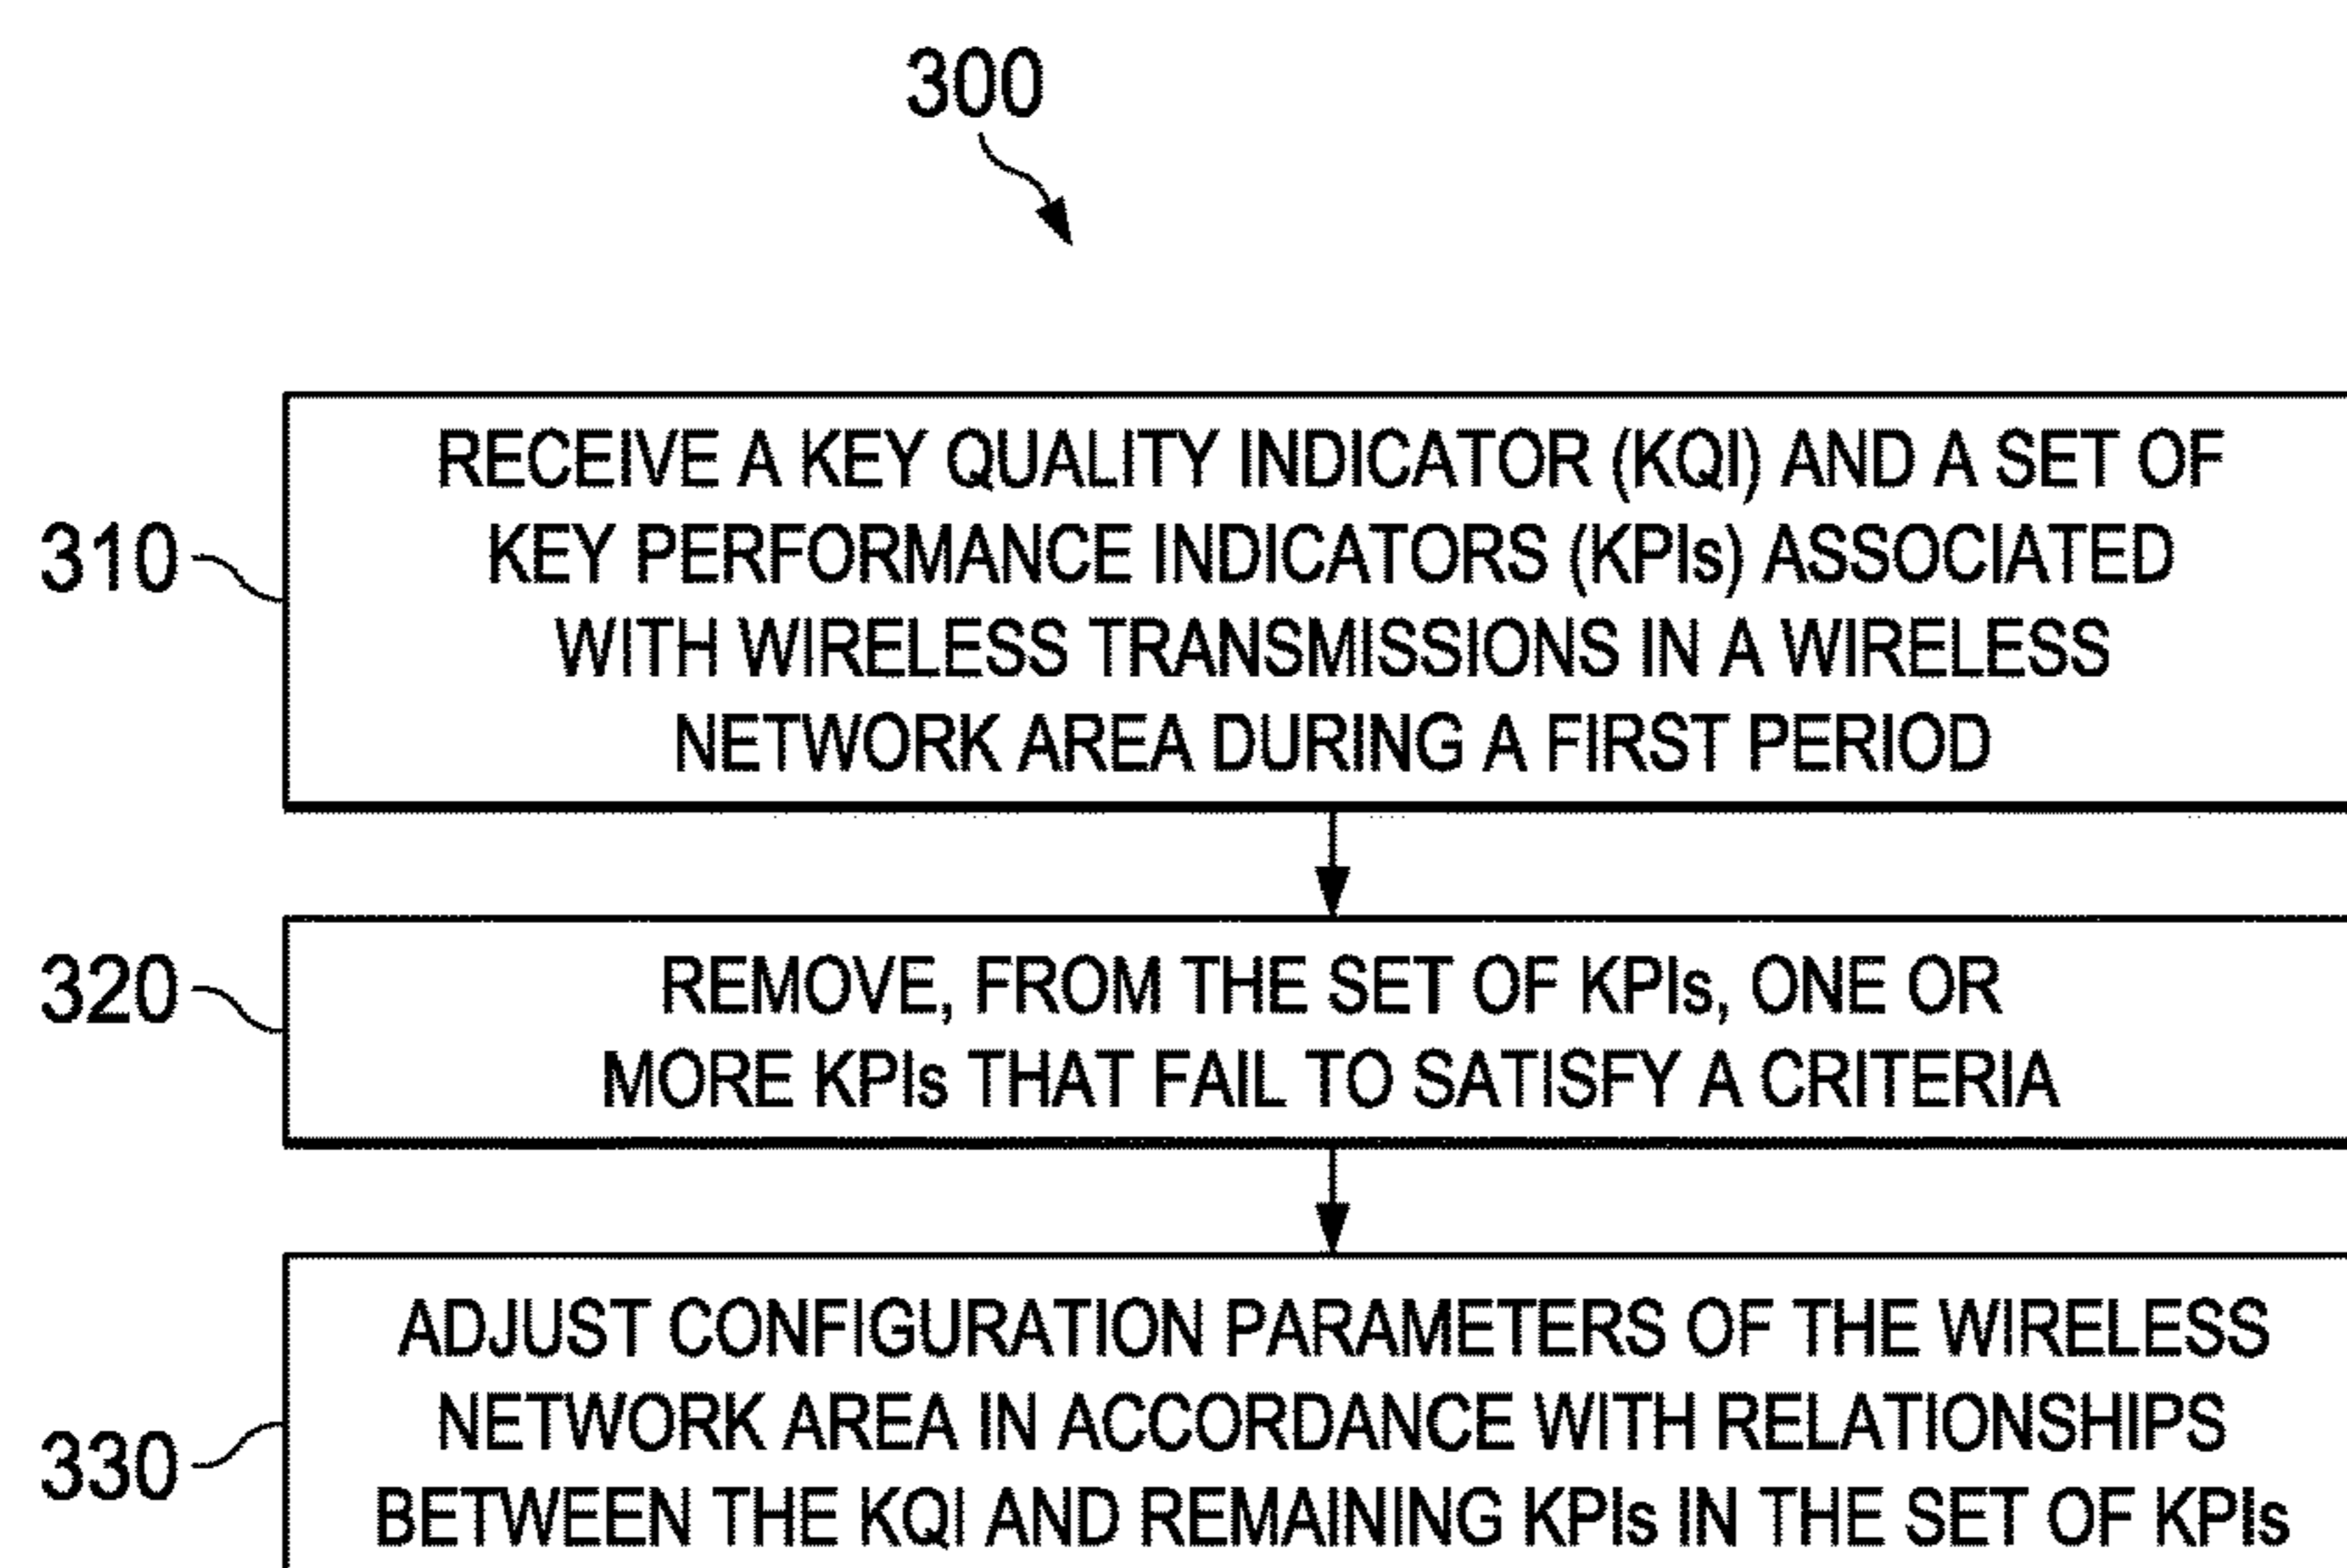 300
310
RECEIVE A KEY QUALITY INDICATOR (KQI) AND A SET OF
KEY PERFORMANCE INDICATORS (KPIs) ASSOCIATED
WITH WIRELESS TRANSMISSIONS IN A WIRELESS
NETWORK AREA DURING A FIRST PERIOD
320
REMOVE, FROM THE SET OF KPIs, ONE OR
MORE KPIs THAT FAIL TO SATISFY A CRITERIA
330
ADJUST CONFIGURATION PARAMETERS OF THE WIRELESS
NETWORK AREA IN ACCORDANCE WITH RELATIONSHIPS
BETWEEN THE KQI AND REMAINING KPIs IN THE SET OF KPIs